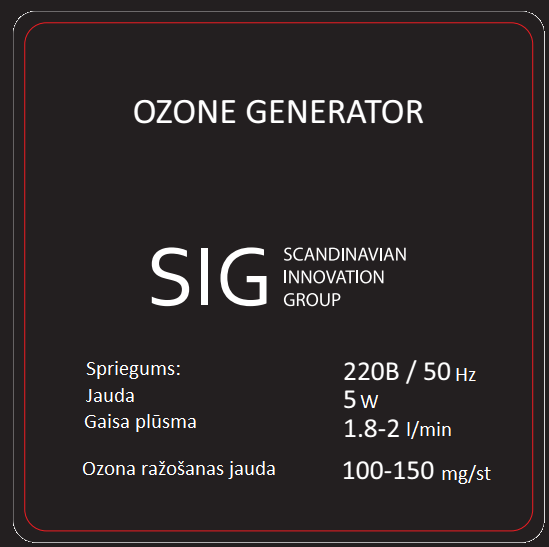 OZONE GENERATOR
SIG
SCANDINAVIAN
INNOVATION
GROUP
Spriegums: 220В / 50 Hz
Jauda 5 W
Gaisa plūsma 1.8-2 l/min
Ozona ražošanas jauda 100-150 mg/st